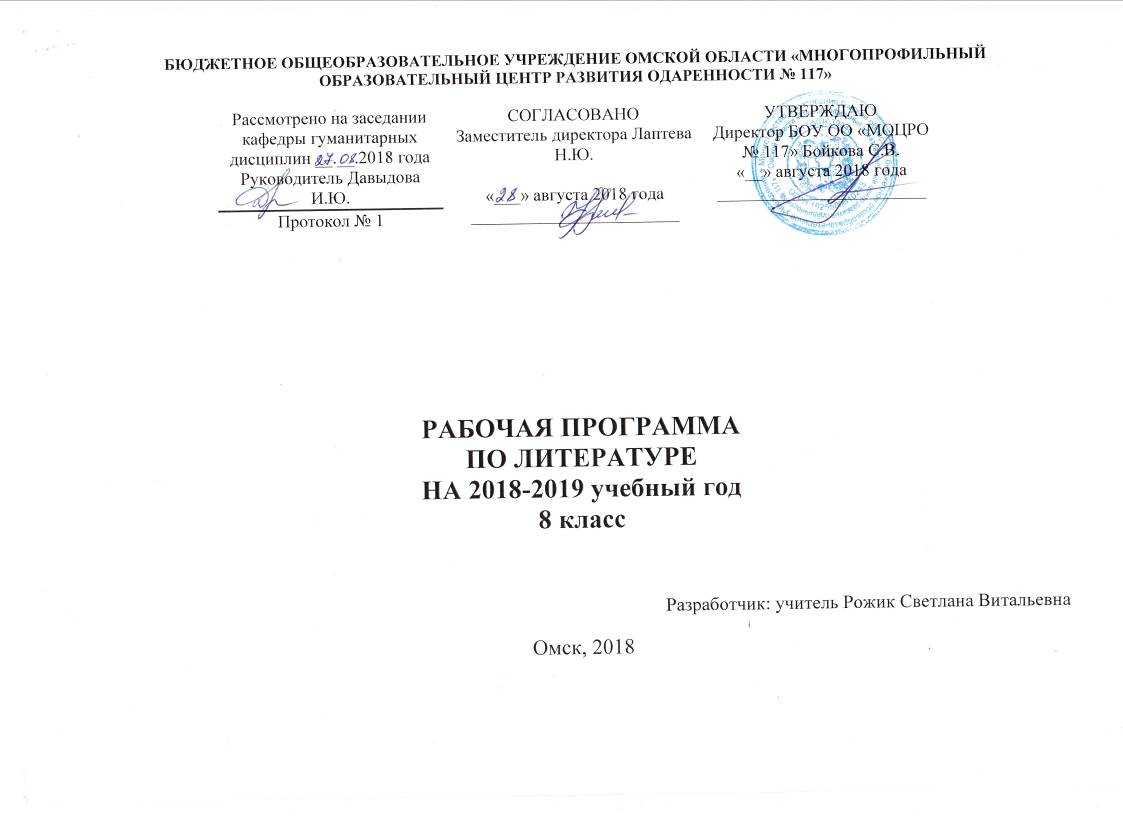 БЮДЖЕТНОЕ ОБЩЕОБРАЗОВАТЕЛЬНОЕ УЧРЕЖДЕНИЕ ОМСКОЙ ОБЛАСТИ «МНОГОПРОФИЛЬНЫЙ
ОБРАЗОВАТЕЛЬНЫЙ ЦЕНТР РАЗВИТИЯ ОДАРЕННОСТИ № 117»
Рассмотрено на заседании
кафедры гуманитарных
дисциплин 27.08.2018 года
Руководитель Давыдова
И.Ю.
Протокол № 1
СОГЛАСОВАНО
Заместитель директора Лаптева
Н.Ю.
«28» августа 2018 года
УТВЕРЖДАЮ
Директор БОУ ОО «МОЦРО
№ 117» Бойкова С.В.
«__» августа 2018 года
РАБОЧАЯ ПРОГРАММА
ПО ЛИТЕРАТУРЕ
НА 2018-2019 учебный год
8 класс
Разработчик: учитель Рожик Светлана Витальевна
Омск, 2018